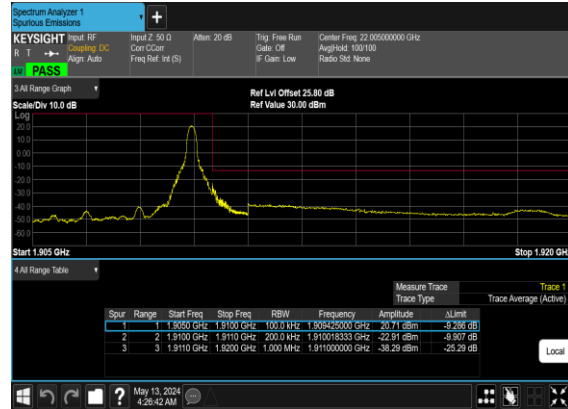 Spectrum Analyzer 1
Spurious Emissions
KEYSIGHT
R T
PASS
Input: RF
Coupling: DC
Align: Auto
Input Z: 50 Ω
Corr CCorr
Freq Ref: Int (S)
Atten: 20 dB
Trig: Free Run
Gate: Off
IF Gain: Low
Center Freq: 22.005000000 GHz
Avg|Hold: 100/100
Radio Std: None
3 All Range Graph
Ref Lvl Offset 25.80 dB
Scale/Div 10.0 dB
Ref Value 30.00 dBm
Log
20.0
10.0
0.00
-10.0
-20.0
-30.0
-40.0
-50.0
-60.0
Start 1.905 GHz
Stop 1.920 GHz
4 All Range Table
Measure Trace Trace 1
Trace Type Trace Average (Active)
Spur Range Start Freq Stop Freq RBW Frequency Amplitude ΔLimit
1 1 1.9050 GHz 1.9100 GHz 100.0 kHz 1.909425000 GHz 20.71 dBm -9.286 dB
2 2 1.9100 GHz 1.9110 GHz 200.0 kHz 1.910018333 GHz -22.91 dBm -9.907 dB
3 3 1.9110 GHz 1.9200 GHz 1.000 MHz 1.911000000 GHz -38.29 dBm -25.29 dB
Local
May 13, 2024
4:26:42 AM